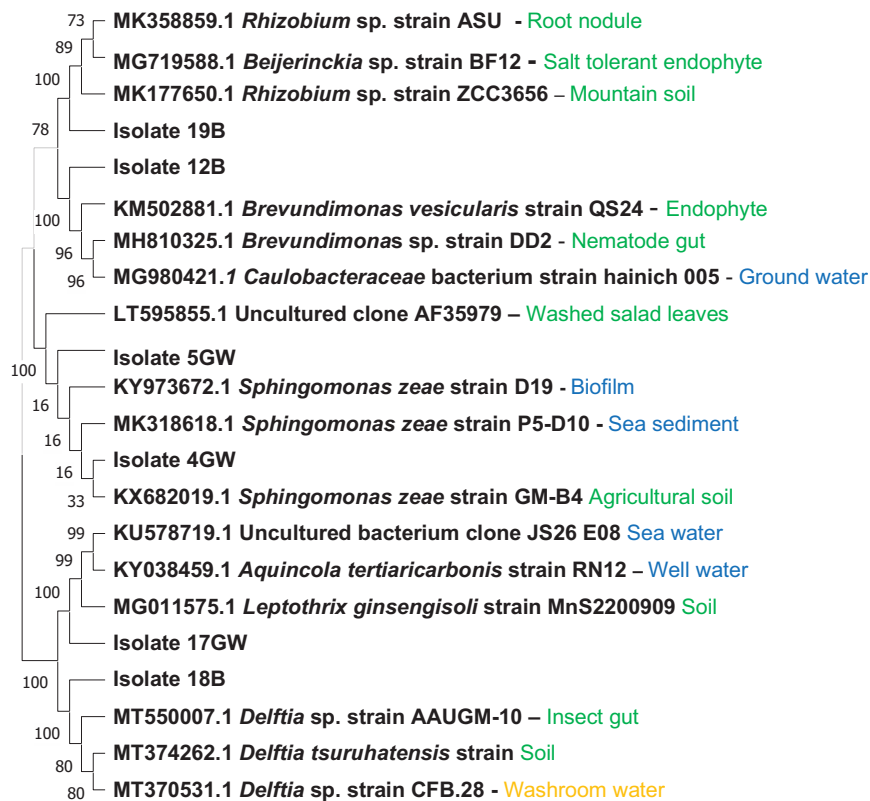 73
MK358859.1 Rhizobium sp. strain ASU - Root nodule
89
MG719588.1 Beijerinckia sp. strain BF12 - Salt tolerant endophyte
100
MK177650.1 Rhizobium sp. strain ZCC3656 – Mountain soil
78
Isolate 19B
Isolate 12B
KM502881.1 Brevundimonas vesicularis strain QS24 - Endophyte
100
MH810325.1 Brevundimonas sp. strain DD2 - Nematode gut
96
MG980421.1 Caulobacteraceae bacterium strain hainich 005 - Ground water
96
LT595855.1 Uncultured clone AF35979 – Washed salad leaves
Isolate 5GW
100
KY973672.1 Sphingomonas zeae strain D19 - Biofilm
16
MK318618.1 Sphingomonas zeae strain P5-D10 - Sea sediment
16
Isolate 4GW
16
KX682019.1 Sphingomonas zeae strain GM-B4 Agricultural soil
33
99
KU578719.1 Uncultured bacterium clone JS26 E08 Sea water
99
KY038459.1 Aquincola tertiaricarbonis strain RN12 – Well water
100
MG011575.1 Leptothrix ginsengisoli strain MnS2200909 Soil
Isolate 17GW
100
Isolate 18B
MT550007.1 Delftia sp. strain AAUGM-10 – Insect gut
100
MT374262.1 Delftia tsuruhatensis strain Soil
80
MT370531.1 Delftia sp. strain CFB.28 - Washroom water
80